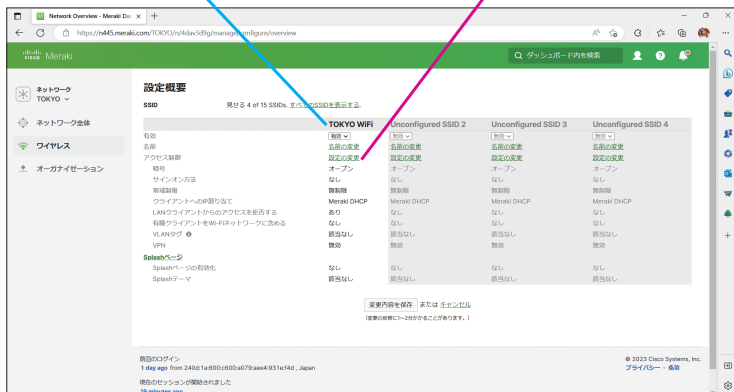 Network Overview - Meraki Das
https://n445.meraki.com/TOKYO/n/4dav3d9g/manage/configure/overview
cisco Meraki
ダッシュボード内を検索
ネットワーク
TOKYO
ネットワーク全体
ワイヤレス
オーガナイゼーション
設定概要
SSID 見せる 4 of 15 SSIDs. すべてのSSIDを表示する。
TOKYO WiFi Unconfigured SSID 2 Unconfigured SSID 3 Unconfigured SSID 4
有効 有効 無効 無効 無効
名前 名前の変更 名前の変更 名前の変更 名前の変更
アクセス制御 設定の変更 設定の変更 設定の変更 設定の変更
暗号 オープン オープン オープン オープン
サインオン方法 なし なし なし なし
帯域制限 無制限 無制限 無制限 無制限
クライアントへのIP割り当て Meraki DHCP Meraki DHCP Meraki DHCP Meraki DHCP
LANクライアントからのアクセスを拒否する あり なし なし なし
有線クライアントをWi-Fiネットワークに含める なし なし なし なし
VLANタグ 該当なし 該当なし 該当なし 該当なし
VPN 無効 無効 無効 無効
Splashページ
Splashページの有効化 なし なし なし なし
Splashテーマ 該当なし 該当なし 該当なし 該当なし
変更内容を保存 または キャンセル
(変更の反映に1〜2分かかることがあります。)
前回のログイン
1 day ago from 240d:1a:600:c600:a079:aee4:931e:f4d , Japan
現在のセッションが開始されました
29 minutes ago
© 2023 Cisco Systems, Inc.
プライバシー - 条項